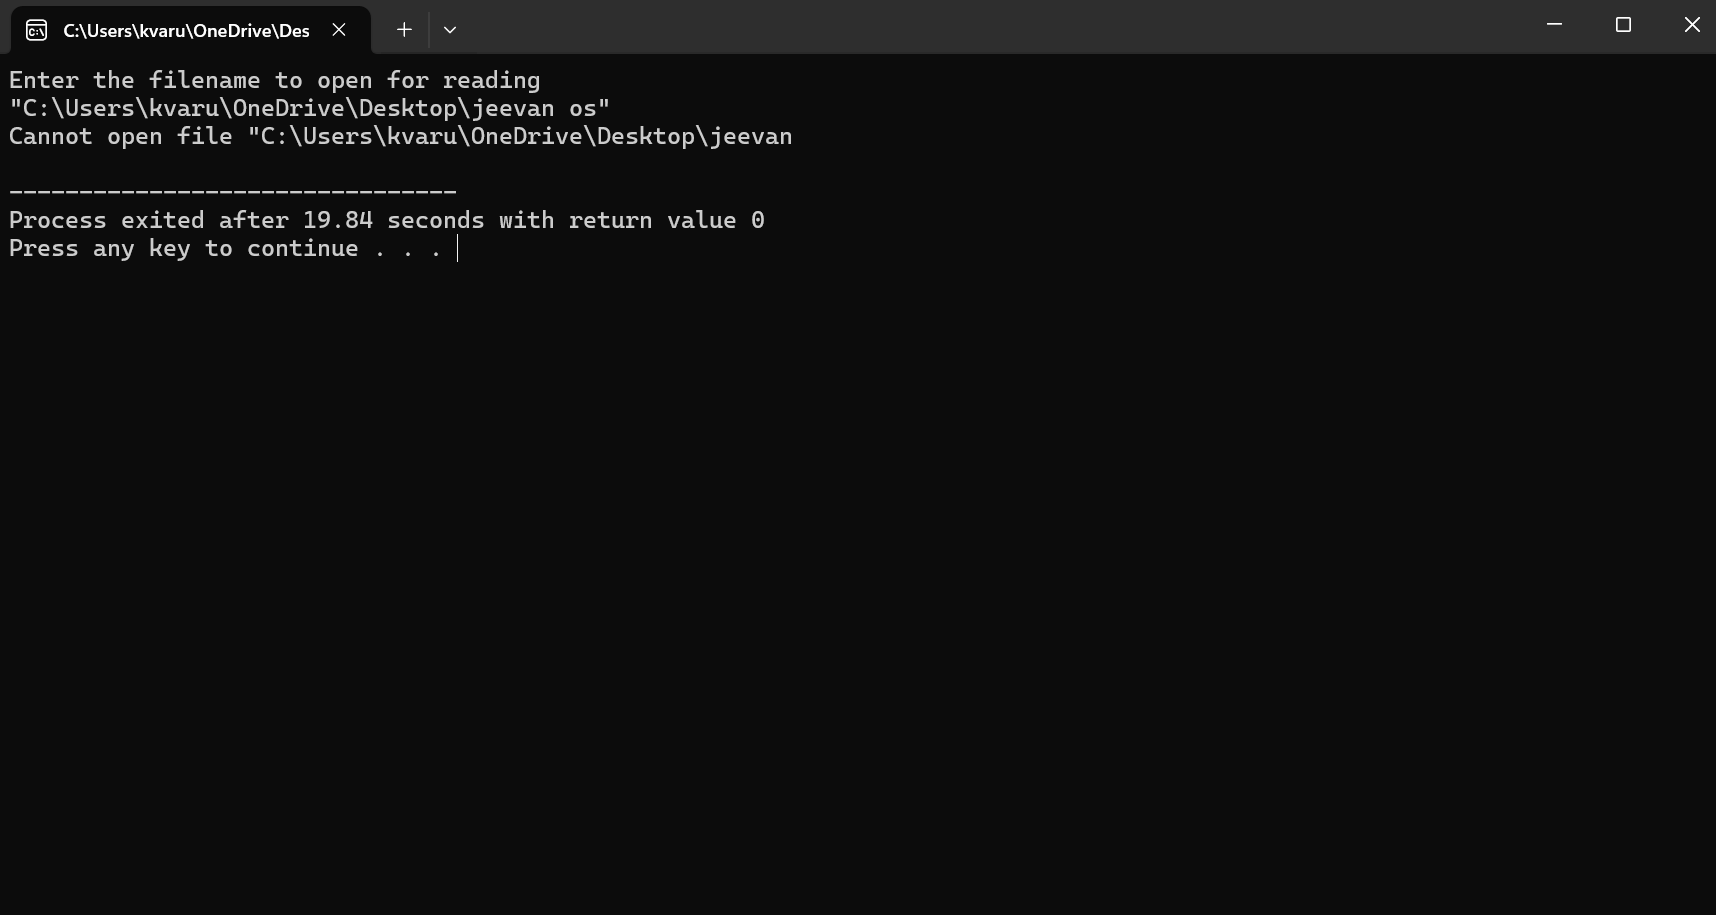 C:\Users\kvaru\OneDrive\Des
Enter the filename to open for reading
"C:\Users\kvaru\OneDrive\Desktop\jeevan os"
Cannot open file "C:\Users\kvaru\OneDrive\Desktop\jeevan
--------------------------------
Process exited after 19.84 seconds with return value 0
Press any key to continue . . .